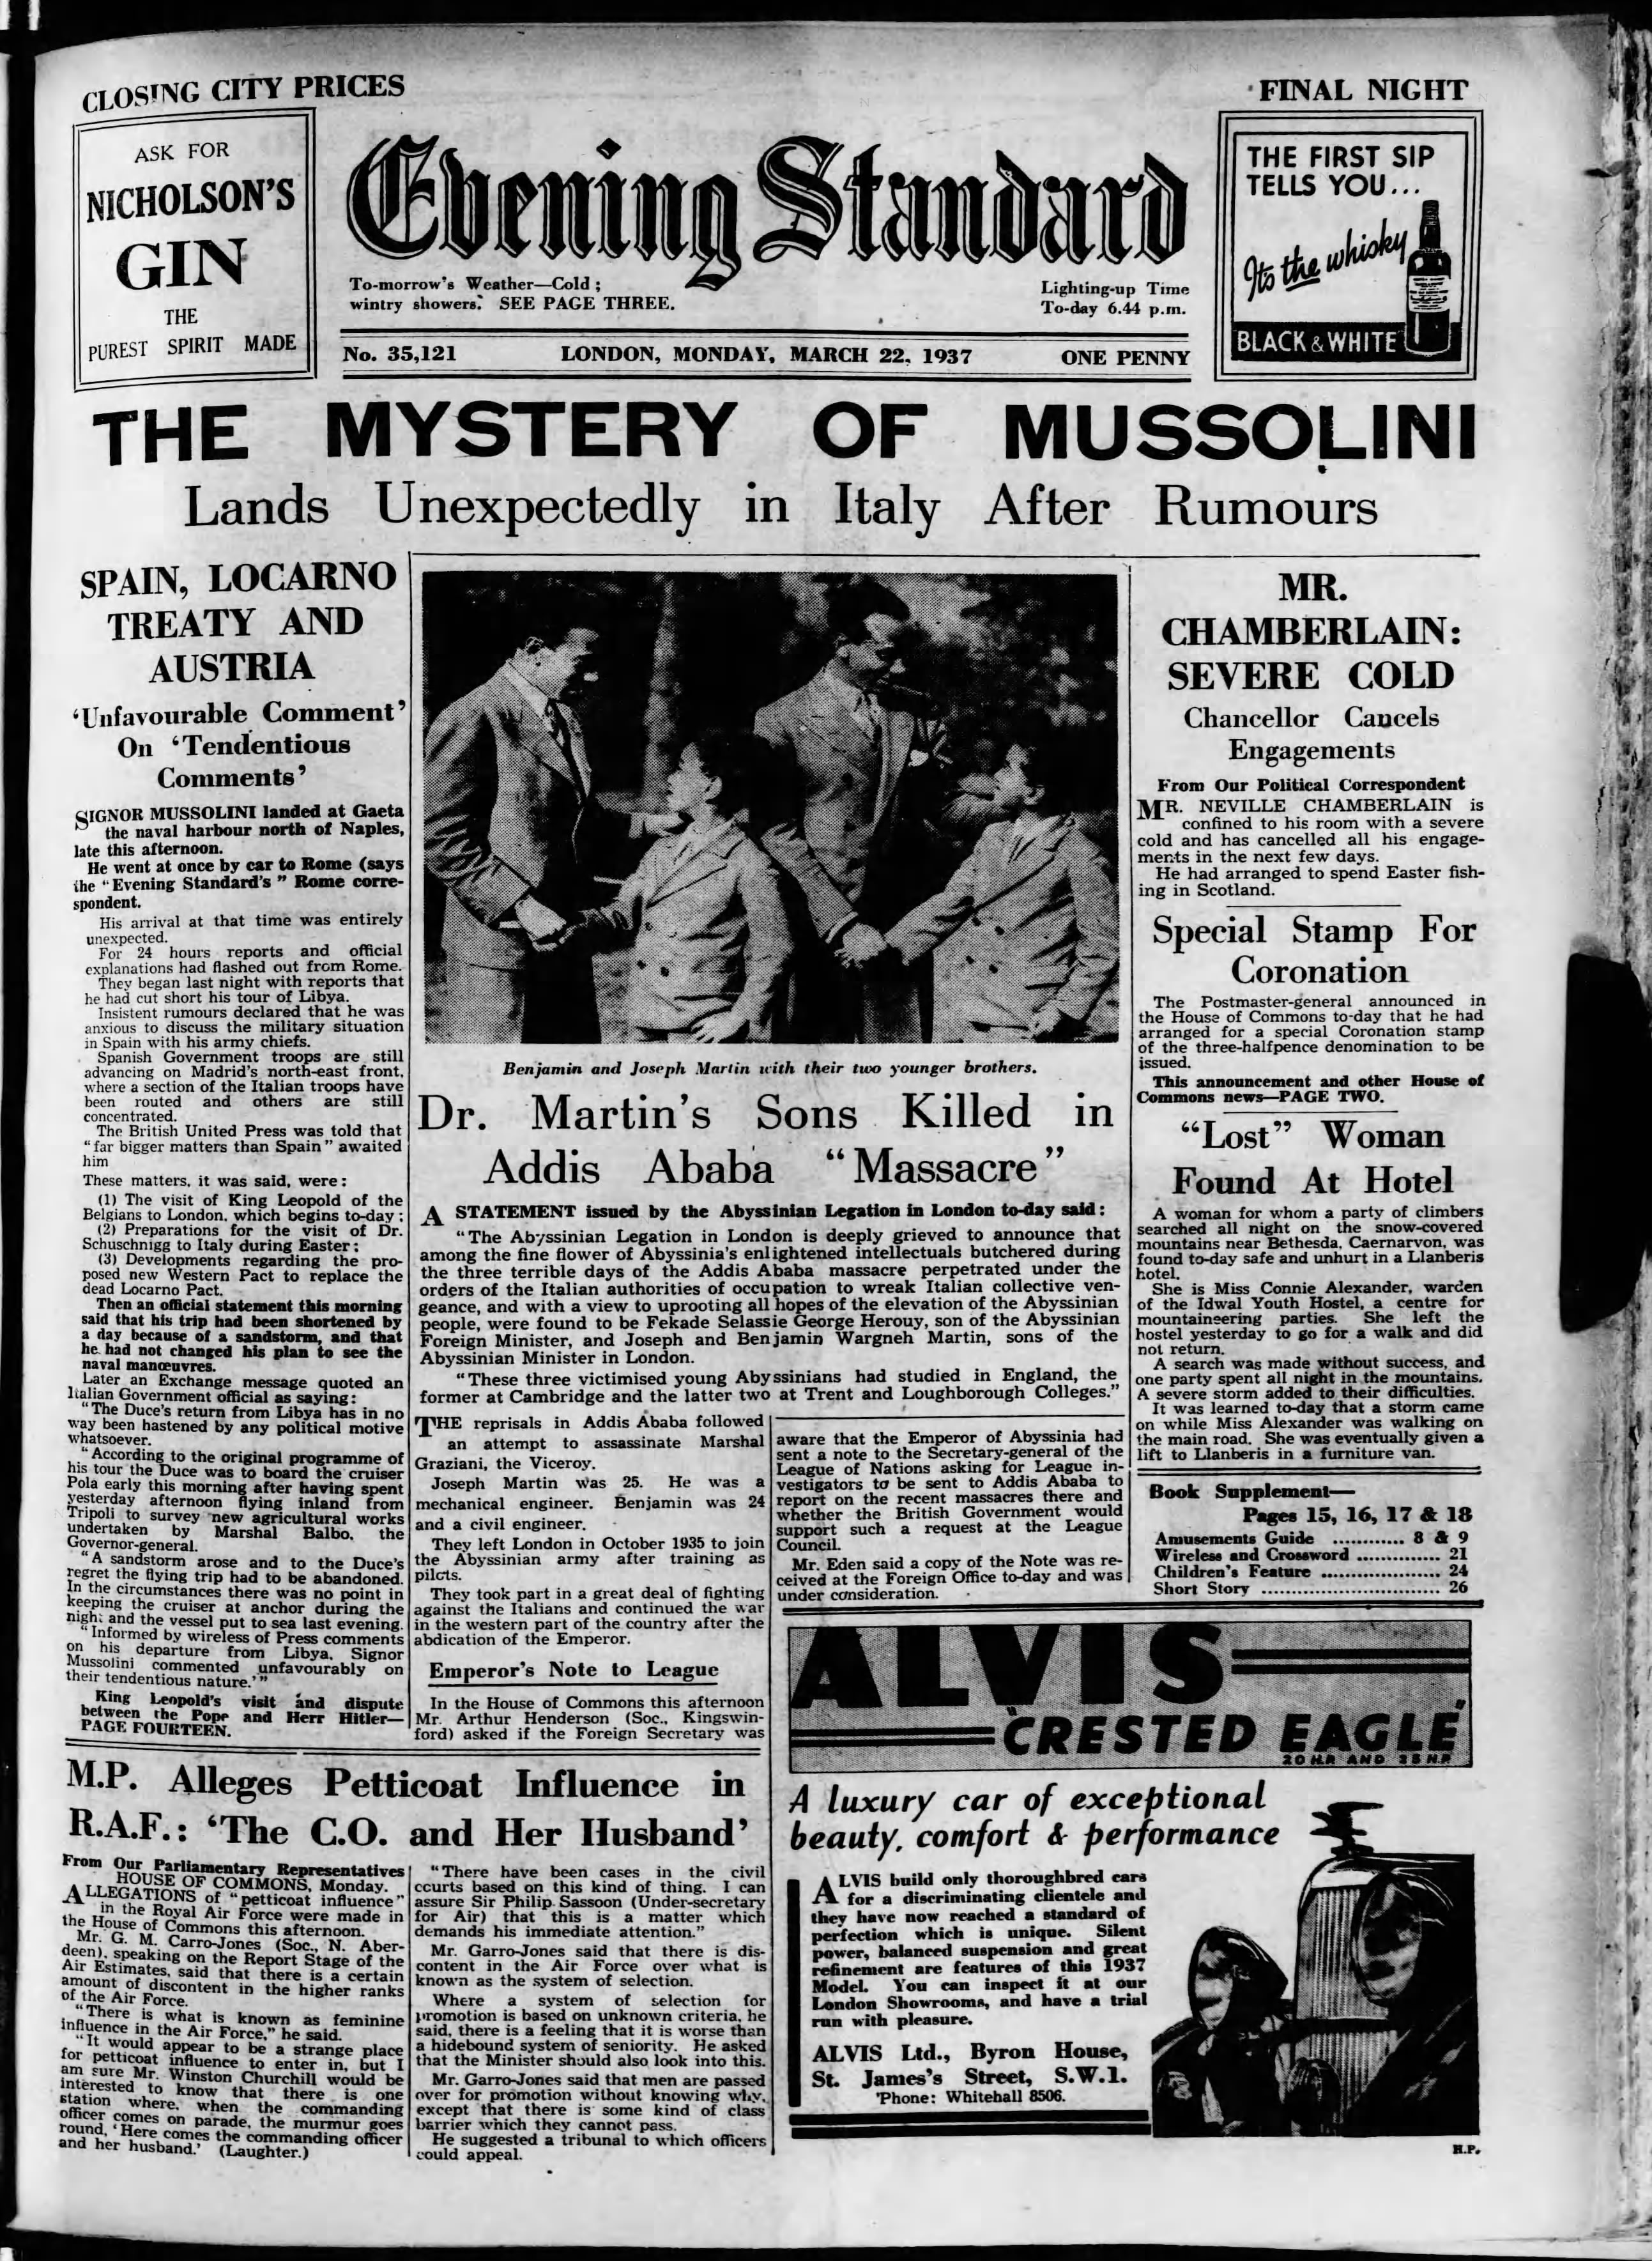 CLOSING CITY PRICES
FINAL NIGHT
ASK FOR
NICHOLSON'S
GIN
THE
PUREST SPIRIT MADE
Evening Standard
To-morrow's Weather—Cold ;
wintry showers. SEE PAGE THREE.
Lighting-up Time
To-day 6.44 p.m.
No. 35,121 LONDON, MONDAY, MARCH 22, 1937 ONE PENNY
THE FIRST SIP
TELLS YOU...
It's the whisky
BLACK & WHITE
THE MYSTERY OF MUSSOLINI
Lands Unexpectedly in Italy After Rumours
SPAIN, LOCARNO
TREATY AND
AUSTRIA
'Unfavourable Comment'
On 'Tendentious
Comments'
SIGNOR MUSSOLINI landed at Gaeta
the naval harbour north of Naples,
late this afternoon.
He went at once by car to Rome (says
the "Evening Standard's" Rome corre-
spondent.
His arrival at that time was entirely
unexpected.
For 24 hours reports and official
explanations had flashed out from Rome.
They began last night with reports that
he had cut short his tour of Libya.
Insistent rumours declared that he was
anxious to discuss the military situation
in Spain with his army chiefs.
Spanish Government troops are still
advancing on Madrid's north-east front,
where a section of the Italian troops have
been routed and others are still
concentrated.
The British United Press was told that
"far bigger matters than Spain" awaited
him
These matters, it was said, were :
(1) The visit of King Leopold of the
Belgians to London, which begins to-day ;
(2) Preparations for the visit of Dr.
Schuschnigg to Italy during Easter ;
(3) Developments regarding the pro-
posed new Western Pact to replace the
dead Locarno Pact.
Then an official statement this morning
said that his trip had been shortened by
a day because of a sandstorm, and that
he had not changed his plan to see the
naval manœuvres.
Later an Exchange message quoted an
Italian Government official as saying :
"The Duce's return from Libya has in no
way been hastened by any political motive
whatsoever.
"According to the original programme of
his tour the Duce was to board the cruiser
Pola early this morning after having spent
yesterday afternoon flying inland from
Tripoli to survey new agricultural works
undertaken by Marshal Balbo, the
Governor-general.
"A sandstorm arose and to the Duce's
regret the flying trip had to be abandoned.
In the circumstances there was no point in
keeping the cruiser at anchor during the
night and the vessel put to sea last evening.
"Informed by wireless of Press comments
on his departure from Libya, Signor
Mussolini commented unfavourably on
their tendentious nature.'"
King Leopold's visit and dispute
between the Pope and Herr Hitler—
PAGE FOURTEEN.
Benjamin and Joseph Martin with their two younger brothers.
Dr. Martin's Sons Killed in
Addis Ababa "Massacre"
A STATEMENT issued by the Abyssinian Legation in London to-day said :
"The Abyssinian Legation in London is deeply grieved to announce that
among the fine flower of Abyssinia's enlightened intellectuals butchered during
the three terrible days of the Addis Ababa massacre perpetrated under the
orders of the Italian authorities of occupation to wreak Italian collective ven-
geance, and with a view to uprooting all hopes of the elevation of the Abyssinian
people, were found to be Fekade Selassie George Herouy, son of the Abyssinian
Foreign Minister, and Joseph and Benjamin Wargneh Martin, sons of the
Abyssinian Minister in London.
"These three victimised young Abyssinians had studied in England, the
former at Cambridge and the latter two at Trent and Loughborough Colleges."
THE reprisals in Addis Ababa followed
an attempt to assassinate Marshal
Graziani, the Viceroy.
Joseph Martin was 25. He was a
mechanical engineer. Benjamin was 24
and a civil engineer.
They left London in October 1935 to join
the Abyssinian army after training as
pilots.
They took part in a great deal of fighting
against the Italians and continued the war
in the western part of the country after the
abdication of the Emperor.
Emperor's Note to League
In the House of Commons this afternoon
Mr. Arthur Henderson (Soc., Kingswin-
ford) asked if the Foreign Secretary was
aware that the Emperor of Abyssinia had
sent a note to the Secretary-general of the
League of Nations asking for League in-
vestigators to be sent to Addis Ababa to
report on the recent massacres there and
whether the British Government would
support such a request at the League
Council.
Mr. Eden said a copy of the Note was re-
ceived at the Foreign Office to-day and was
under consideration.
MR.
CHAMBERLAIN:
SEVERE COLD
Chancellor Cancels
Engagements
From Our Political Correspondent
MR. NEVILLE CHAMBERLAIN is
confined to his room with a severe
cold and has cancelled all his engage-
ments in the next few days.
He had arranged to spend Easter fish-
ing in Scotland.
Special Stamp For
Coronation
The Postmaster-general announced in
the House of Commons to-day that he had
arranged for a special Coronation stamp
of the three-halfpence denomination to be
issued.
This announcement and other House of
Commons news—PAGE TWO.
"Lost" Woman
Found At Hotel
A woman for whom a party of climbers
searched all night on the snow-covered
mountains near Bethesda, Caernarvon, was
found to-day safe and unhurt in a Llanberis
hotel.
She is Miss Connie Alexander, warden
of the Idwal Youth Hostel, a centre for
mountaineering parties. She left the
hostel yesterday to go for a walk and did
not return.
A search was made without success, and
one party spent all night in the mountains.
A severe storm added to their difficulties.
It was learned to-day that a storm came
on while Miss Alexander was walking on
the main road. She was eventually given a
lift to Llanberis in a furniture van.
Book Supplement—
Pages 15, 16, 17 & 18
Amusements Guide ............ 8 & 9
Wireless and Crossword .............. 21
Children's Feature .................... 24
Short Story .............................. 26
M.P. Alleges Petticoat Influence in
R.A.F.: 'The C.O. and Her Husband'
From Our Parliamentary Representatives
HOUSE OF COMMONS, Monday.
ALLEGATIONS of "petticoat influence"
in the Royal Air Force were made in
the House of Commons this afternoon.
Mr. G. M. Carro-Jones (Soc., N. Aber-
deen), speaking on the Report Stage of the
Air Estimates, said that there is a certain
amount of discontent in the higher ranks
of the Air Force.
"There is what is known as feminine
influence in the Air Force," he said.
"It would appear to be a strange place
for petticoat influence to enter in, but I
am sure Mr. Winston Churchill would be
interested to know that there is one
station where, when the commanding
officer comes on parade, the murmur goes
round, 'Here comes the commanding officer
and her husband.' (Laughter.)
"There have been cases in the civil
courts based on this kind of thing. I can
assure Sir Philip Sassoon (Under-secretary
for Air) that this is a matter which
demands his immediate attention."
Mr. Garro-Jones said that there is dis-
content in the Air Force over what is
known as the system of selection.
Where a system of selection for
promotion is based on unknown criteria, he
said, there is a feeling that it is worse than
a hidebound system of seniority. He asked
that the Minister should also look into this.
Mr. Garro-Jones said that men are passed
over for promotion without knowing why,
except that there is some kind of class
barrier which they cannot pass.
He suggested a tribunal to which officers
could appeal.
ALVIS
"CRESTED EAGLE"
20 H.P. AND 25 H.P.
A luxury car of exceptional
beauty, comfort & performance
ALVIS build only thoroughbred cars
for a discriminating clientele and
they have now reached a standard of
perfection which is unique. Silent
power, balanced suspension and great
refinement are features of this 1937
Model. You can inspect it at our
London Showrooms, and have a trial
run with pleasure.
ALVIS Ltd., Byron House,
St. James's Street, S.W.1.
'Phone: Whitehall 8506.
H.P.